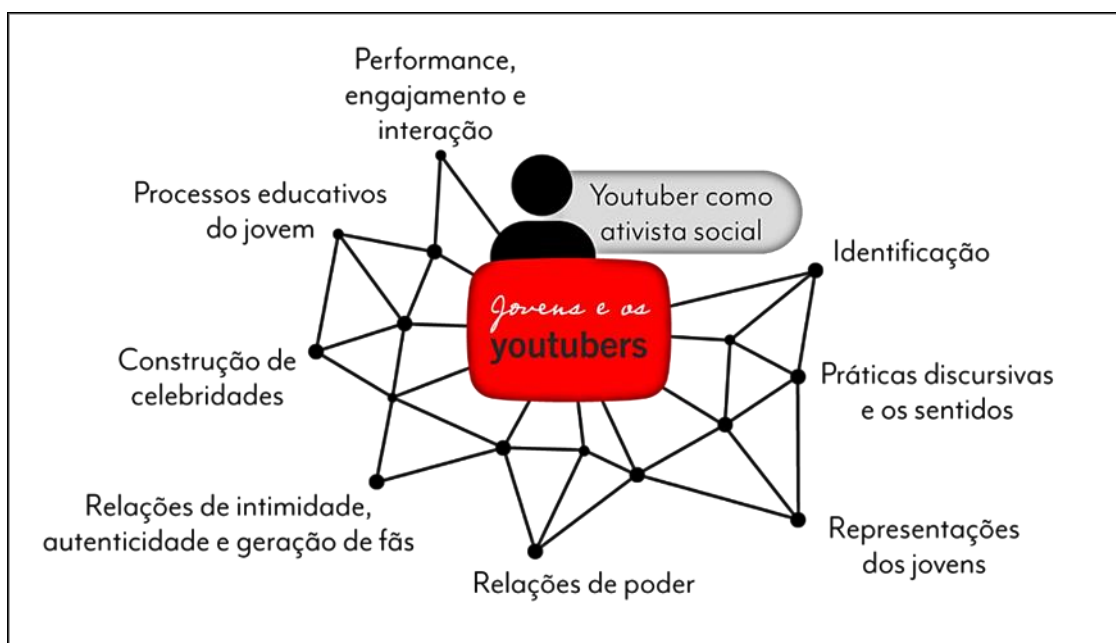 Performance,
engajamento e
interação
Youtuber como
ativista social
Processos educativos
do jovem
Identificação
Jovens e os
youtubers
Construção de
celebridades
Práticas discursivas
e os sentidos
Relações de intimidade,
autenticidade e geração de fãs
Relações de poder
Representações
dos jovens